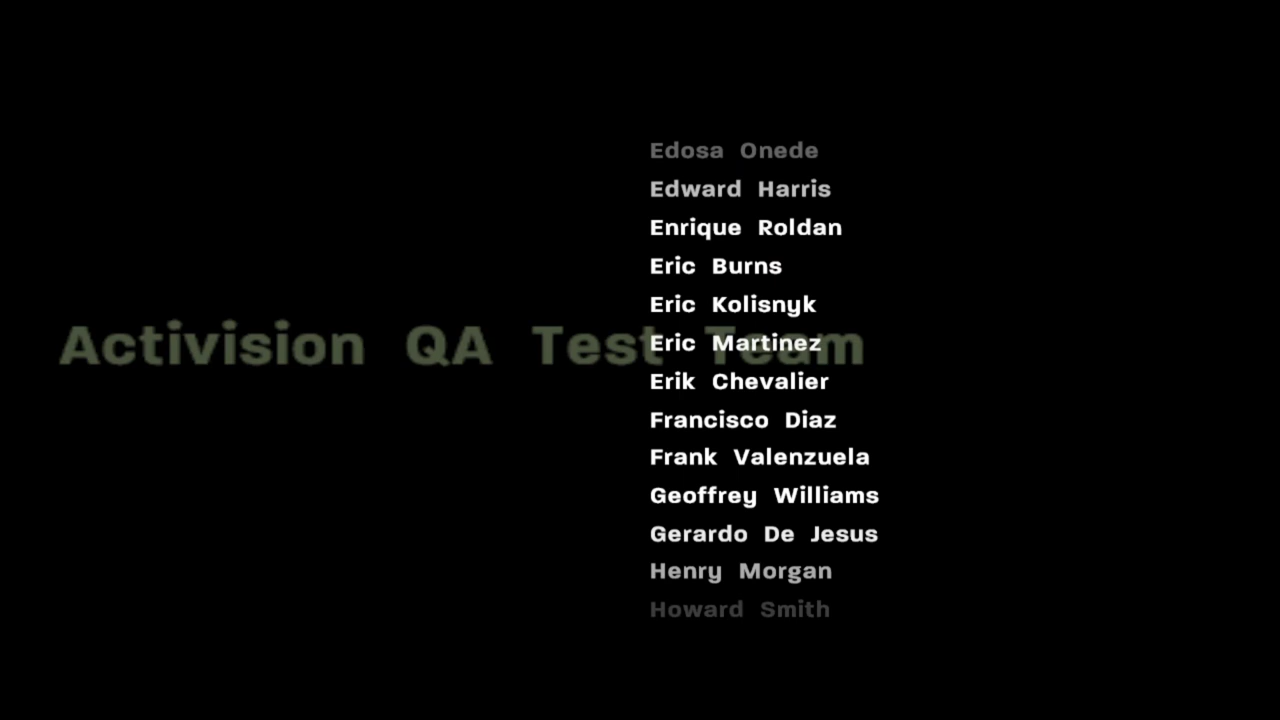 Edosa Onede
Edward Harris
Enrique Roldan
Eric Burns
Eric Kolisnyk
Activision QA Test Team
Eric Martinez
Erik Chevalier
Francisco Diaz
Frank Valenzuela
Geoffrey Williams
Gerardo De Jesus
Henry Morgan
Howard Smith